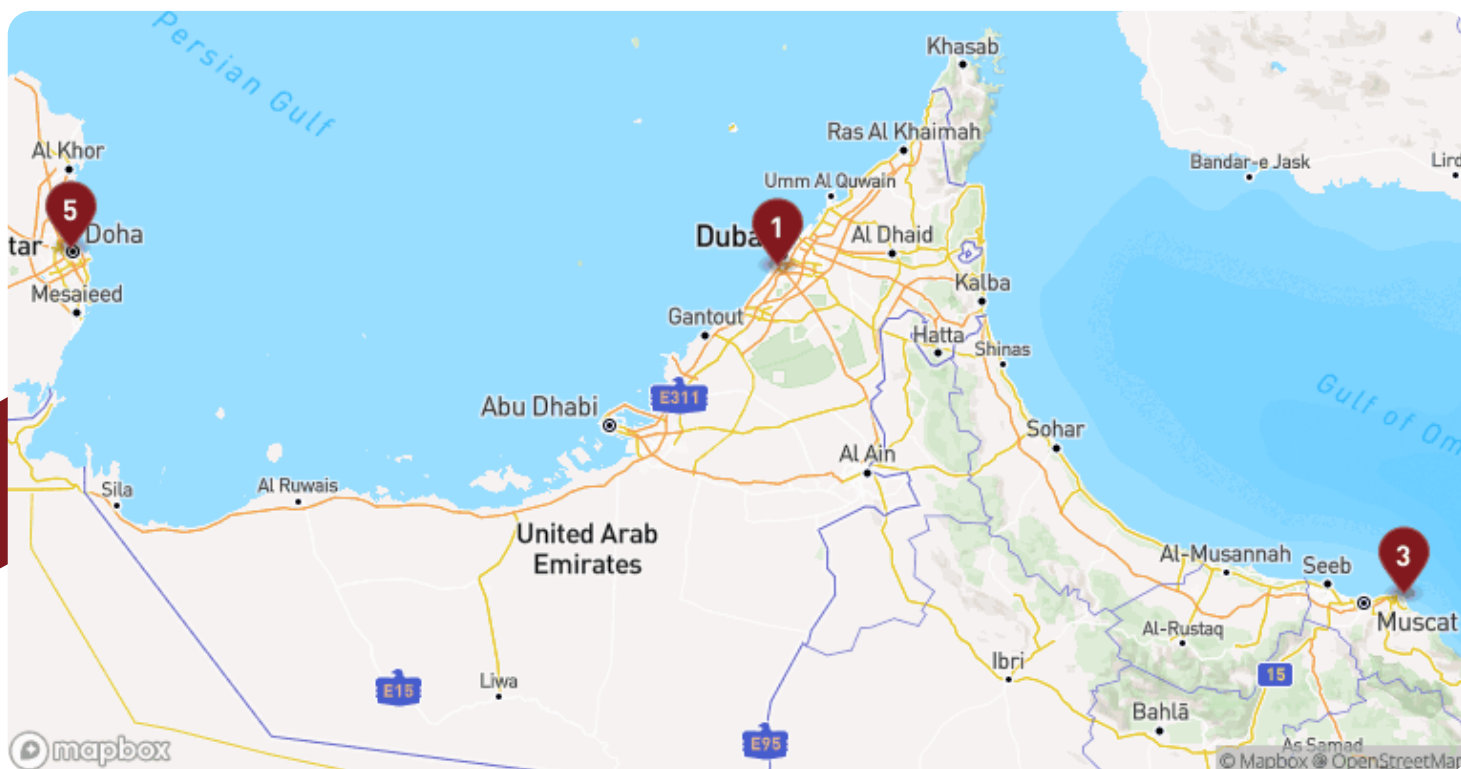 Persian Gulf
Khasab
Al Khor
Ras Al Khaimah
Bandar-e Jask
Umm Al Quwain
5
Doha
tar
1
Al Dhaid
Mesaieed
Kalba
Gantout
Hatta
Shinas
Gulf of Om
E311
Abu Dhabi
Sohar
Al Ain
Sila
Al Ruwais
United Arab
Emirates
Al-Musannah
Seeb
3
Muscat
Al-Rustaq
Ibri
15
E15
Liwa
Bahlā
E95
As Samad
mapbox
© Mapbox @ OpenStreetMap